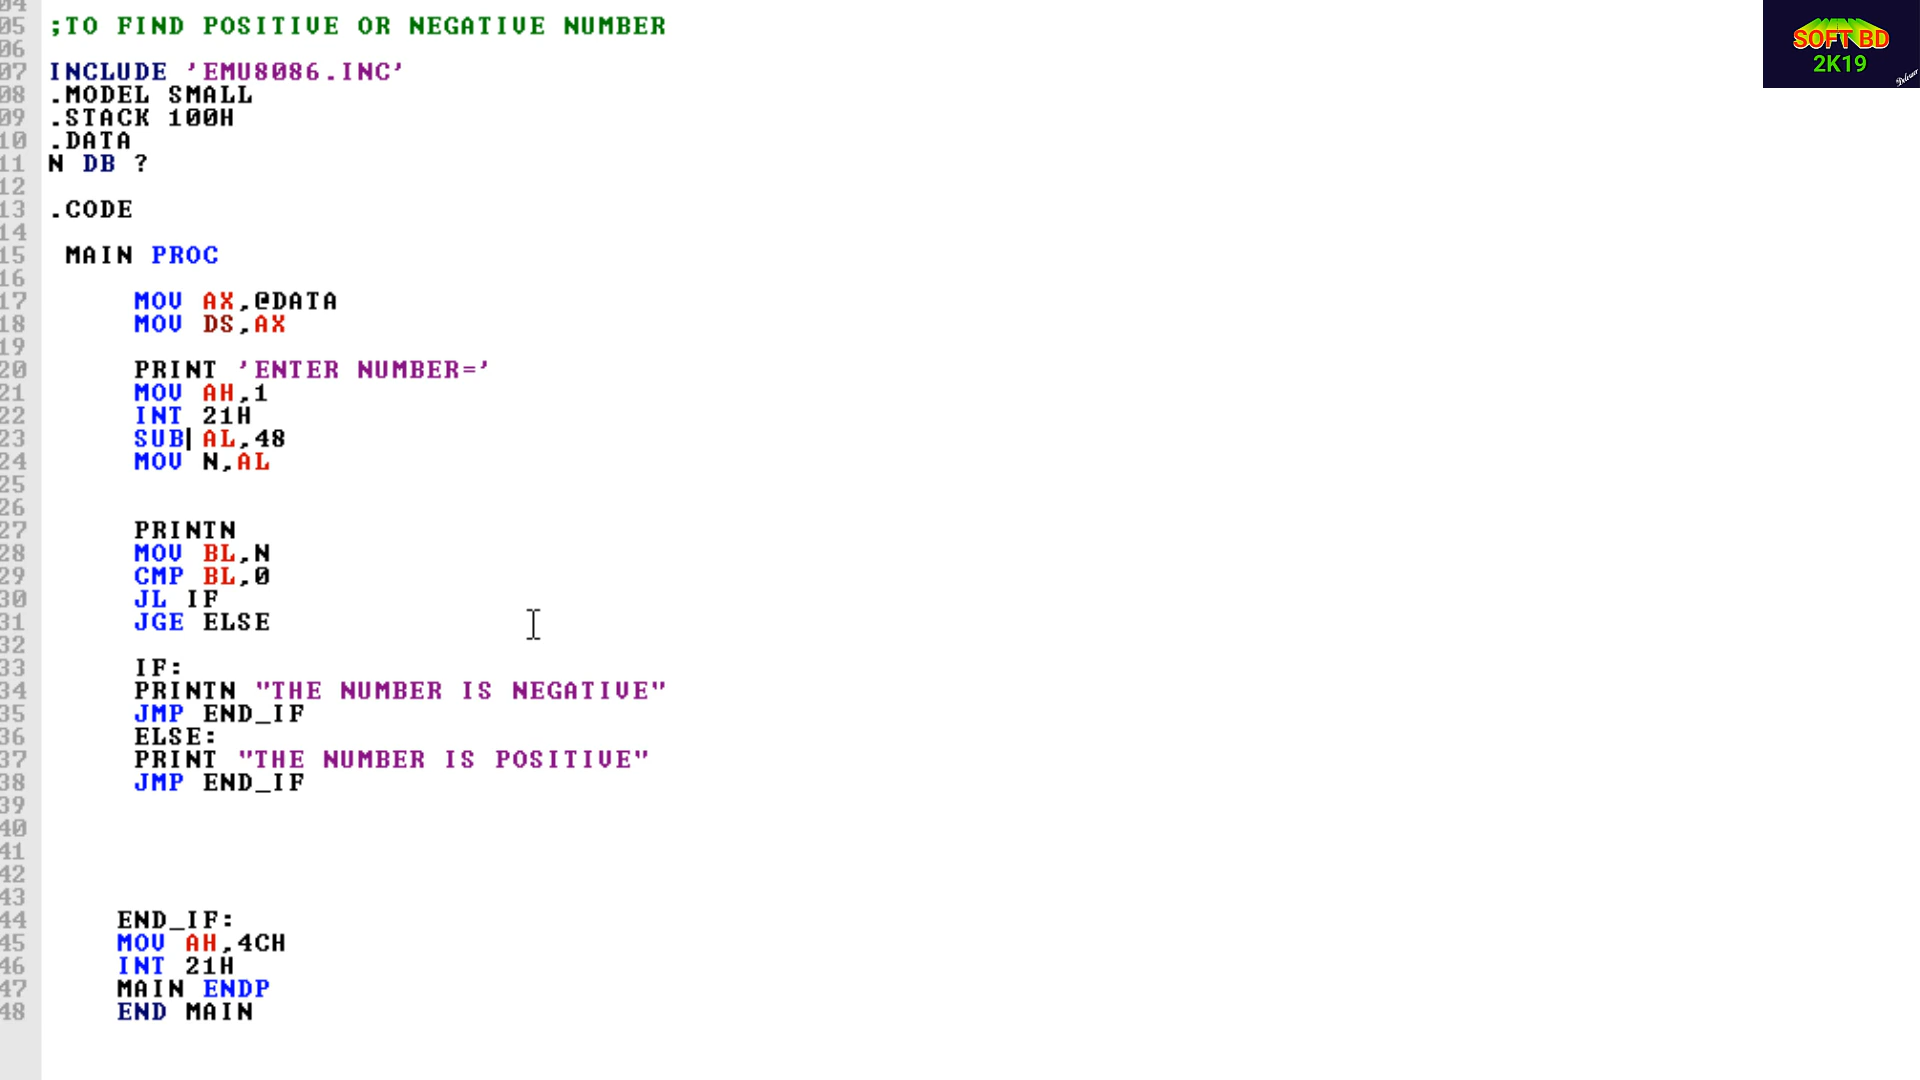 04
05 ;TO FIND POSITIVE OR NEGATIVE NUMBER
06
07 INCLUDE 'EMU8086.INC'
08 .MODEL SMALL
09 .STACK 100H
10 .DATA
11 N DB ?
12
13 .CODE
14
15 MAIN PROC
16
17 MOV AX,@DATA
18 MOV DS,AX
19
20 PRINT 'ENTER NUMBER='
21 MOV AH,1
22 INT 21H
23 SUB AL,48
24 MOV N,AL
25
26
27 PRINTN
28 MOV BL,N
29 CMP BL,0
30 JL IF
31 JGE ELSE
32
33 IF:
34 PRINTN "THE NUMBER IS NEGATIVE"
35 JMP END_IF
36 ELSE:
37 PRINT "THE NUMBER IS POSITIVE"
38 JMP END_IF
39
40
41
42
43
44 END_IF:
45 MOV AH,4CH
46 INT 21H
47 MAIN ENDP
48 END MAIN
SOFT BD
2K19